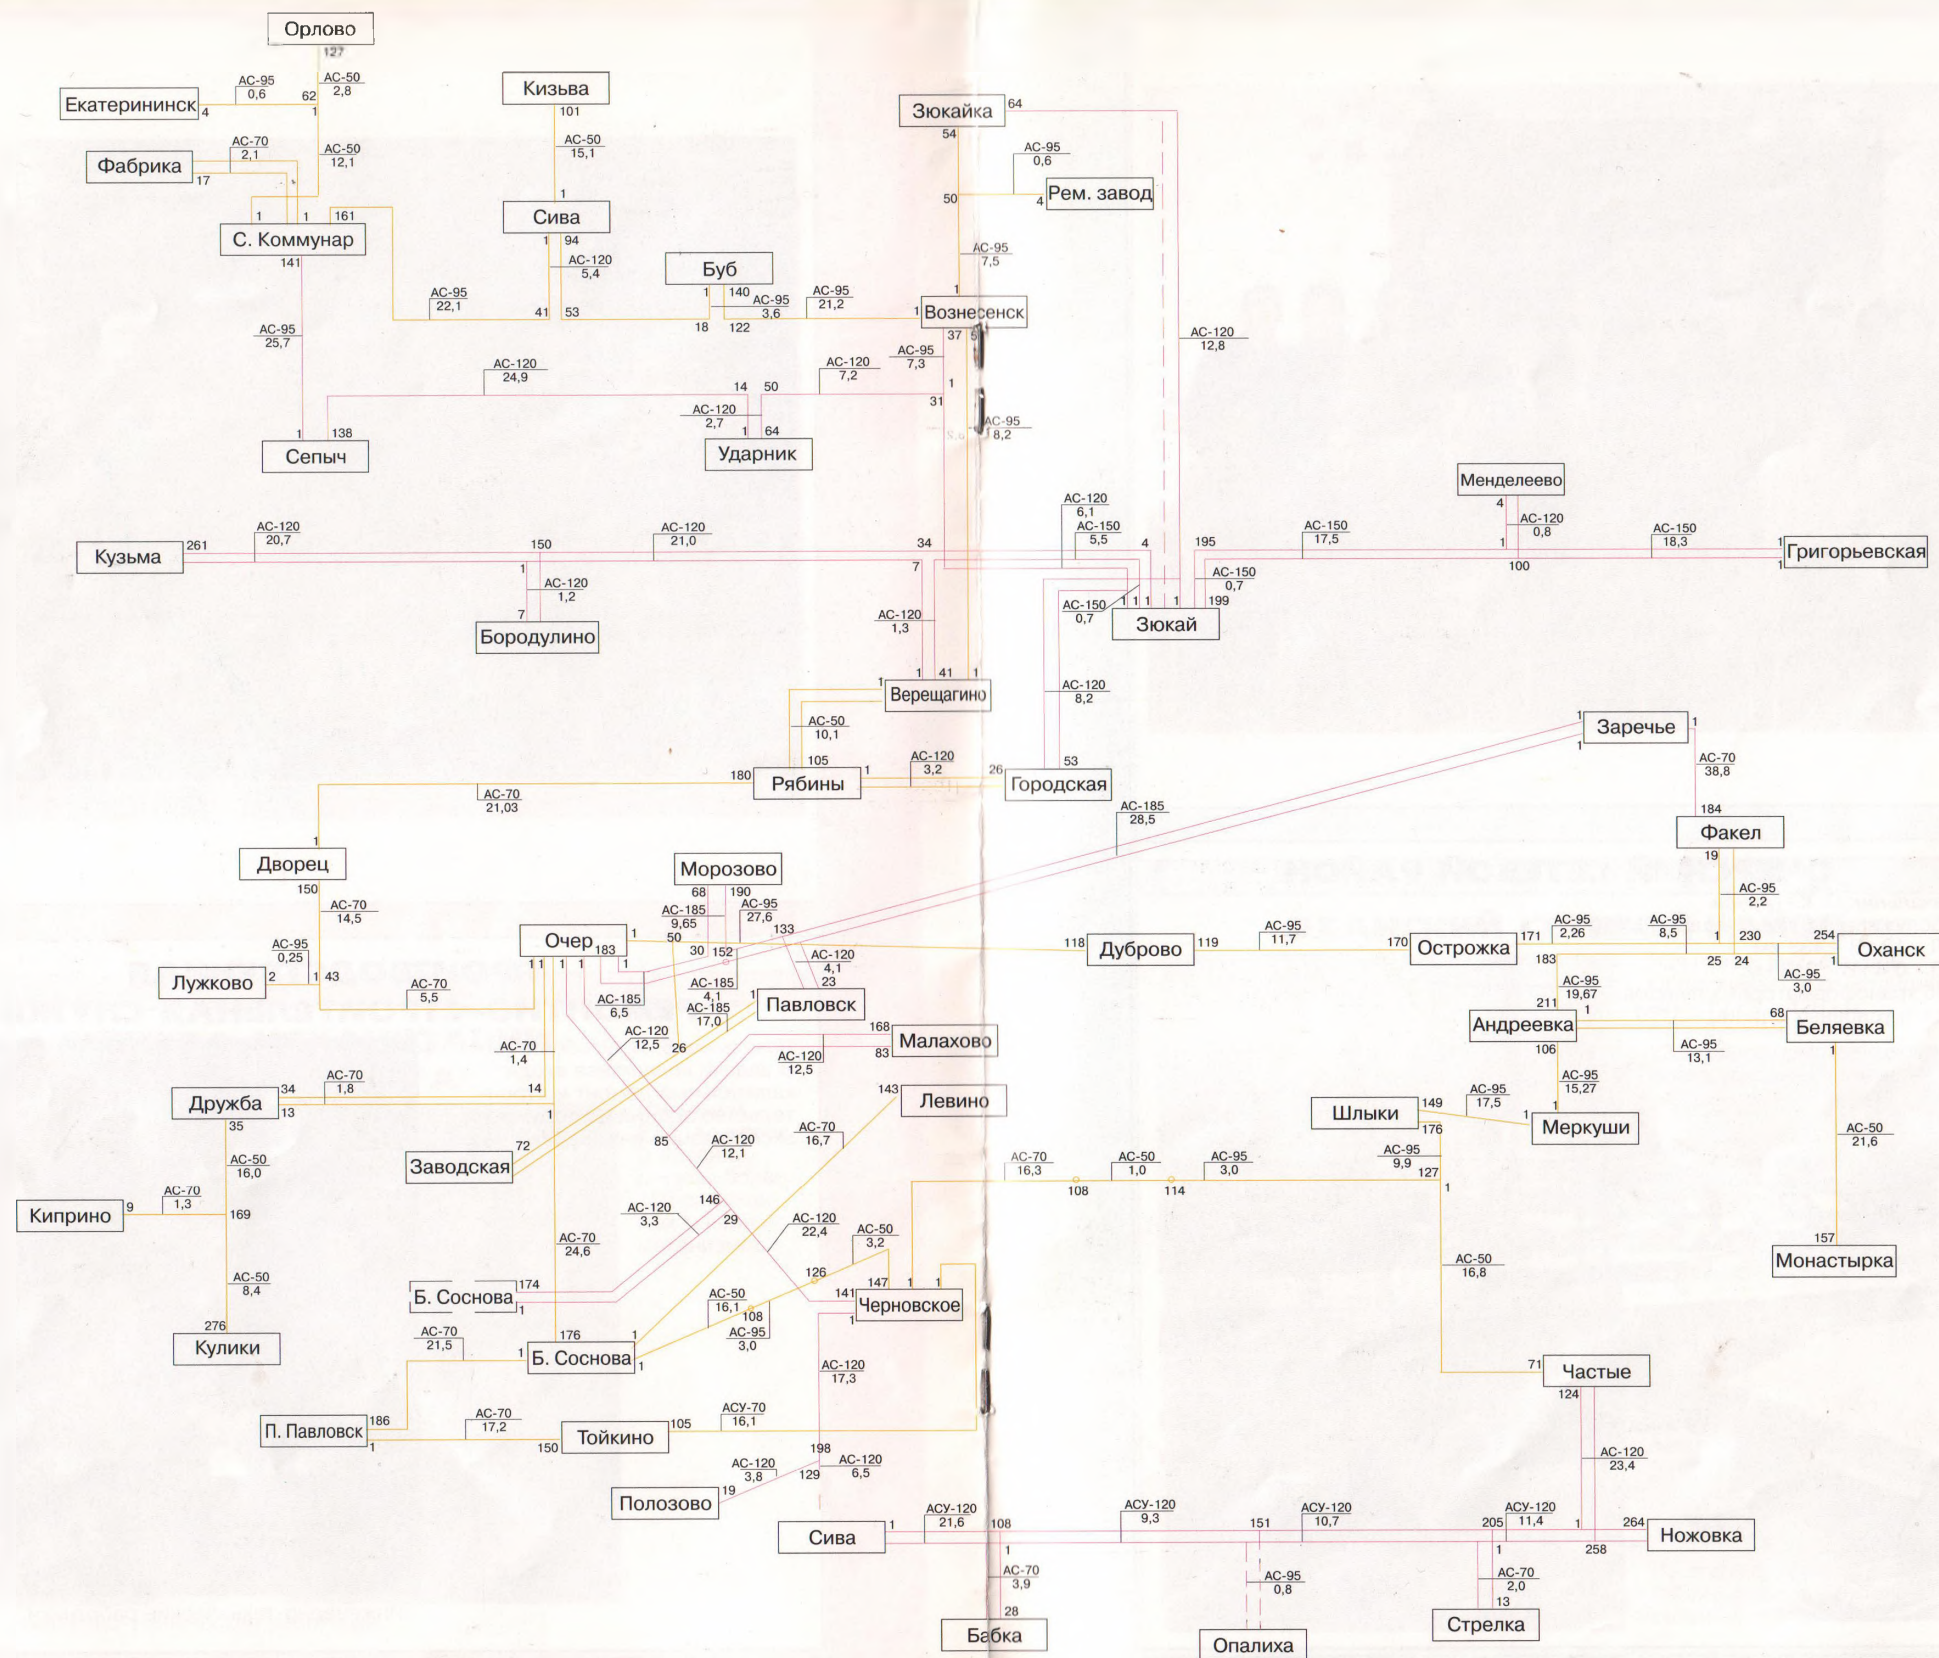 Орлово
127
АС-95
0,6
62
АС-50
2,8
Екатерининск
4
1
Кизьва
101
Зюкайка
64
54
АС-70
2,1
АС-50
12,1
Фабрика
17
АС-50
15,1
АС-95
0,6
50
4
Рем. завод
1
1
161
С. Коммунар
141
1
Сива
1
94
АС-120
5,4
Буб
1
140
АС-95
7,5
АС-95
22,1
41
53
18
122
АС-95
3,6
АС-95
21,2
1
1
Вознесенск
37
АС-95
25,7
АС-120
24,9
14
50
АС-120
7,2
АС-95
7,3
1
31
АС-120
12,8
АС-120
2,7
1
64
АС-95
8,2
1
138
Сепыч
Ударник
Менделеево
4
АС-120
0,8
Кузьма
261
АС-120
20,7
150
АС-120
21,0
34
7
АС-120
6,1
АС-150
5,5
4
195
АС-150
17,5
1
100
АС-150
18,3
1
1
Григорьевская
1
АС-120
1,2
7
Бородулино
АС-120
1,3
АС-150
0,7
АС-150
0,7
1
1
1
1
199
Зюкай
1
41
1
1
Верещагино
АС-50
10,1
АС-120
8,2
180
105
Рябины
1
АС-120
3,2
26
53
Городская
1
1
Заречье
1
АС-70
38,8
АС-70
21,03
АС-185
28,5
184
Факел
19
1
Дворец
150
АС-70
14,5
Морозово
68
190
АС-185
9,65
АС-95
27,6
АС-95
2,2
Очер
1
183
50
30
152
133
118
Дуброво
119
АС-95
11,7
170
Острожка
171
АС-95
2,26
АС-95
8,5
1
230
254
183
25
24
1
Оханск
АС-95
3,0
АС-95
0,25
Лужково
2
1
43
АС-70
5,5
1
1
1
1
1
АС-185
6,5
АС-185
4,1
АС-120
4,1
23
1
Павловск
АС-185
17,0
АС-95
19,67
211
1
Андреевка
106
68
Беляевка
1
АС-95
13,1
АС-70
1,4
АС-120
12,5
26
168
83
Малахово
АС-120
12,5
Дружба
34
13
35
АС-70
1,8
14
1
143
Левино
АС-95
15,27
1
Меркуши
1
Шлыки
149
176
АС-95
17,5
АС-50
21,6
85
АС-120
12,1
АС-70
16,7
72
Заводская
АС-50
16,0
АС-70
16,3
АС-50
1,0
АС-95
3,0
108
114
АС-95
9,9
127
1
Киприно
9
АС-70
1,3
169
146
29
АС-120
3,3
АС-120
22,4
АС-50
3,2
АС-70
24,6
157
Монастырка
АС-50
8,4
АС-50
16,8
276
Кулики
Б. Соснова
174
1
126
108
АС-50
16,1
АС-95
3,0
147
1
1
141
1
Черновское
АС-70
21,5
176
1
1
1
Б. Соснова
АС-120
17,3
71
Частые
124
П. Павловск
186
1
АС-70
17,2
150
Тойкино
105
АСУ-70
16,1
198
129
АС-120
3,8
АС-120
6,5
19
Полозово
АС-120
23,4
Сива
1
АСУ-120
21,6
108
1
АСУ-120
9,3
151
АСУ-120
10,7
205
1
АСУ-120
11,4
1
258
264
Ножовка
АС-70
3,9
28
Бабка
АС-95
0,8
Опалиха
АС-70
2,0
13
Стрелка